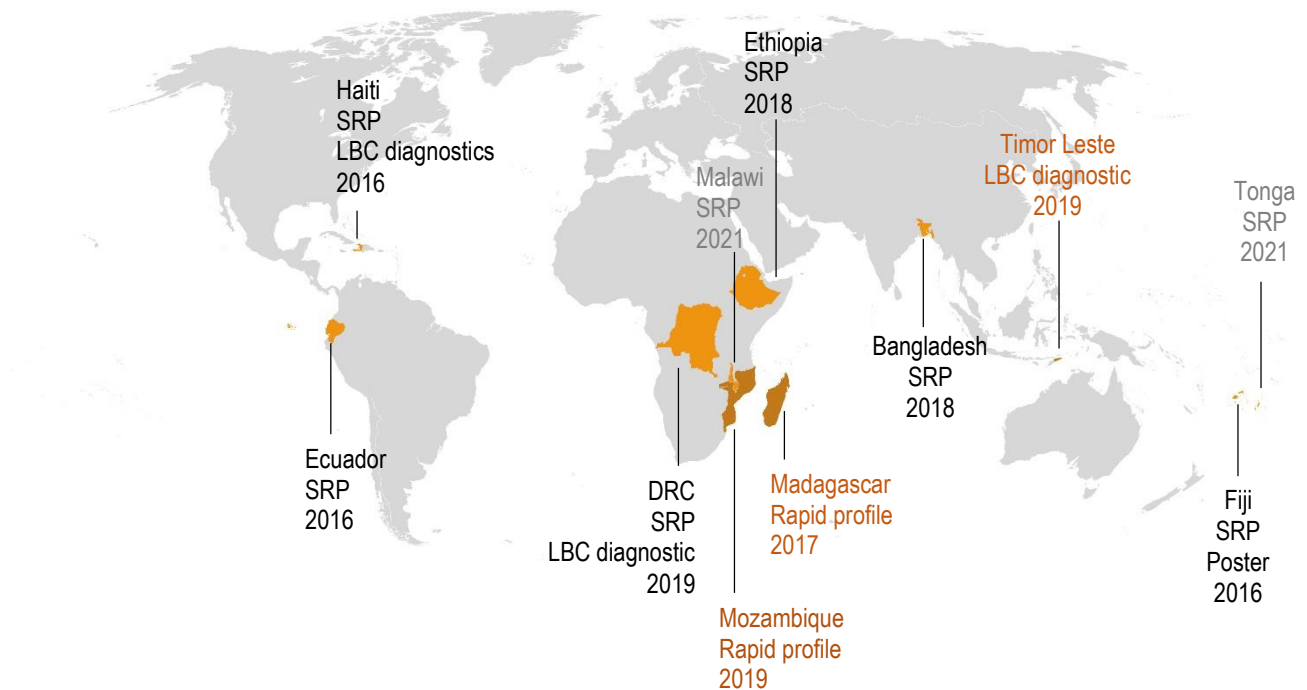 Haiti
SRP
LBC diagnostics
2016
Ethiopia
SRP
2018
Malawi
SRP
2021
Timor Leste
LBC diagnostic
2019
Tonga
SRP
2021
Bangladesh
SRP
2018
Ecuador
SRP
2016
DRC
SRP
LBC diagnostic
2019
Madagascar
Rapid profile
2017
Fiji
SRP
Poster
2016
Mozambique
Rapid profile
2019